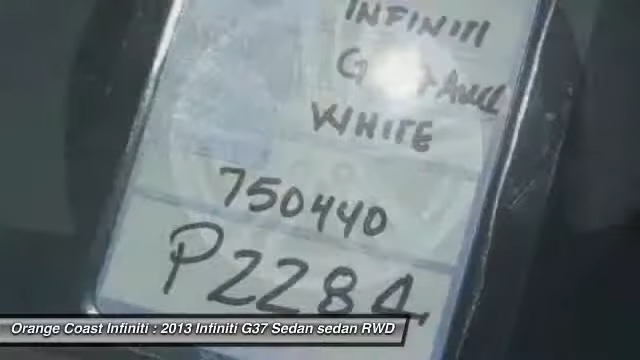 INFINITI
G
WHITE
750440
P2284
Orange Coast Infiniti : 2013 Infiniti G37 Sedan sedan RWD